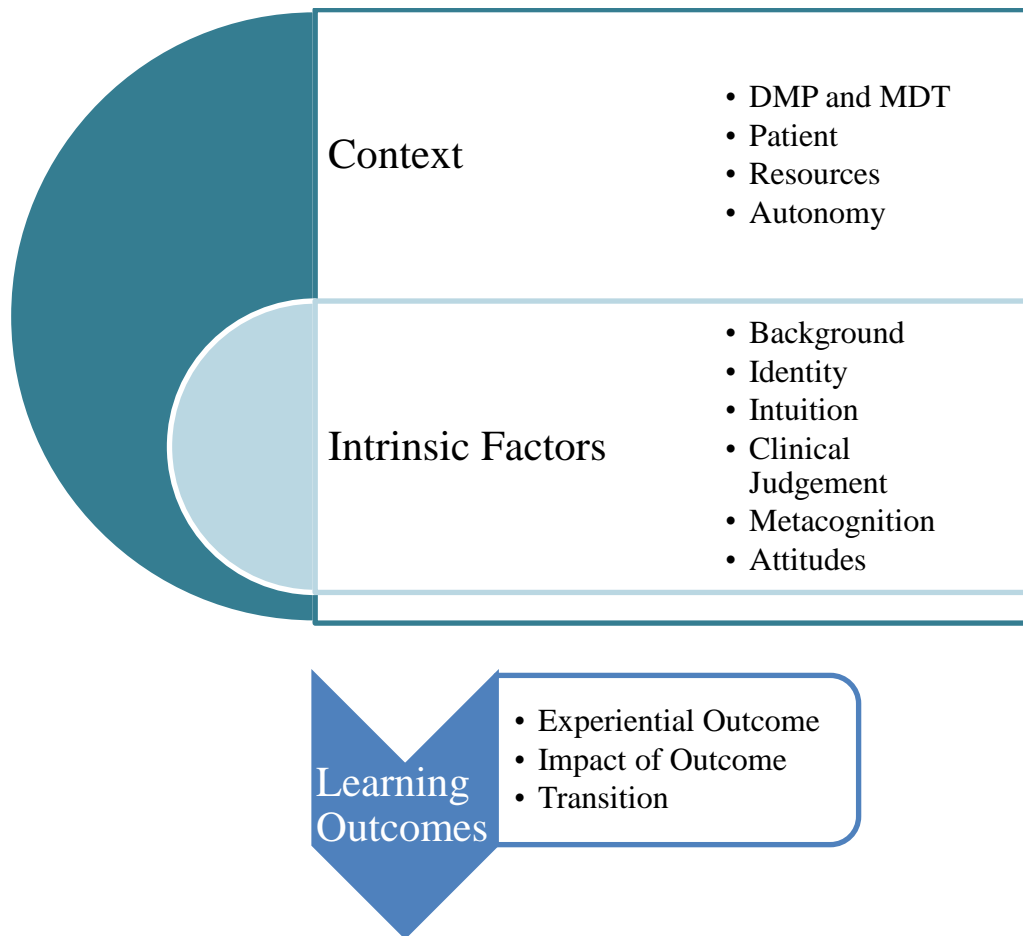 Context
• DMP and MDT
• Patient
• Resources
• Autonomy
Intrinsic Factors
• Background
• Identity
• Intuition
• Clinical
Judgement
• Metacognition
• Attitudes
Learning
Outcomes
• Experiential Outcome
• Impact of Outcome
• Transition